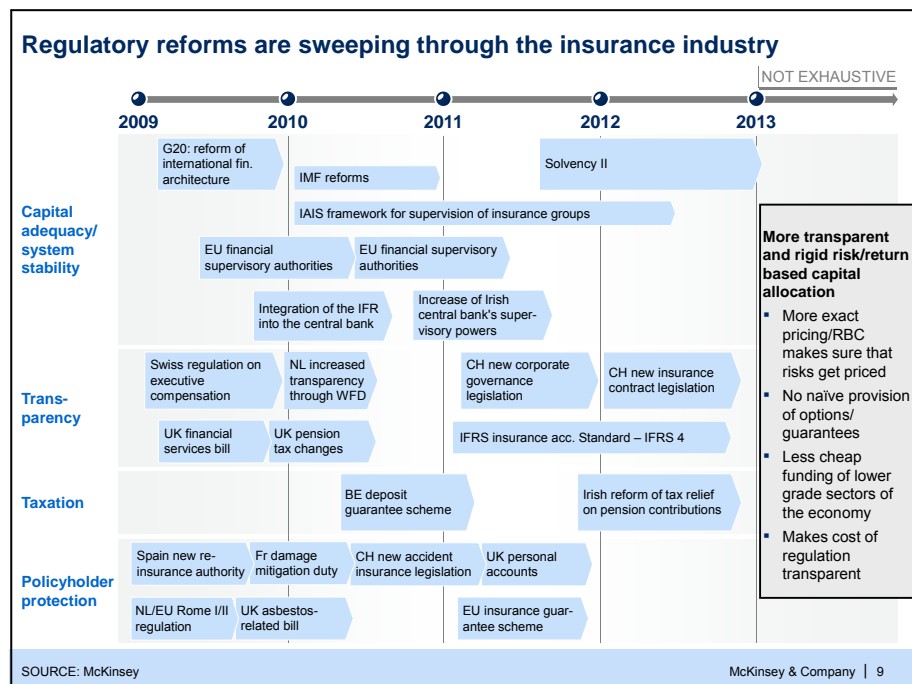 Regulatory reforms are sweeping through the insurance industry
NOT EXHAUSTIVE
2009
2010
2011
2012
2013
Capital
adequacy/
system
stability
G20: reform of
international fin.
architecture
IMF reforms
Solvency II
IAIS framework for supervision of insurance groups
EU financial
supervisory authorities
EU financial supervisory
authorities
Integration of the IFR
into the central bank
Increase of Irish
central bank's super-
visory powers
Trans-
parency
Swiss regulation on
executive
compensation
NL increased
transparency
through WFD
CH new corporate
governance
legislation
CH new insurance
contract legislation
UK financial
services bill
UK pension
tax changes
IFRS insurance acc. Standard – IFRS 4
Taxation
BE deposit
guarantee scheme
Irish reform of tax relief
on pension contributions
Policyholder
protection
Spain new re-
insurance authority
Fr damage
mitigation duty
CH new accident
insurance legislation
UK personal
accounts
NL/EU Rome I/II
regulation
UK asbestos-
related bill
EU insurance guar-
antee scheme
More transparent
and rigid risk/return
based capital
allocation
▪ More exact
pricing/RBC
makes sure that
risks get priced
▪ No naïve provision
of options/
guarantees
▪ Less cheap
funding of lower
grade sectors of
the economy
▪ Makes cost of
regulation
transparent
SOURCE: McKinsey
McKinsey & Company | 9